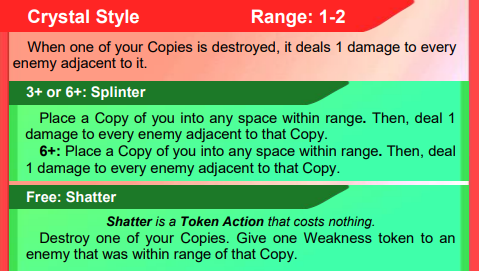 Crystal Style Range: 1-2
When one of your Copies is destroyed, it deals 1 damage to every
enemy adjacent to it.
3+ or 6+: Splinter
Place a Copy of you into any space within range. Then, deal 1
damage to every enemy adjacent to that Copy.
6+: Place a Copy of you into any space within range. Then, deal
1 damage to every enemy adjacent to that Copy.
Free: Shatter
Shatter is a Token Action that costs nothing.
Destroy one of your Copies. Give one Weakness token to an
enemy that was within range of that Copy.